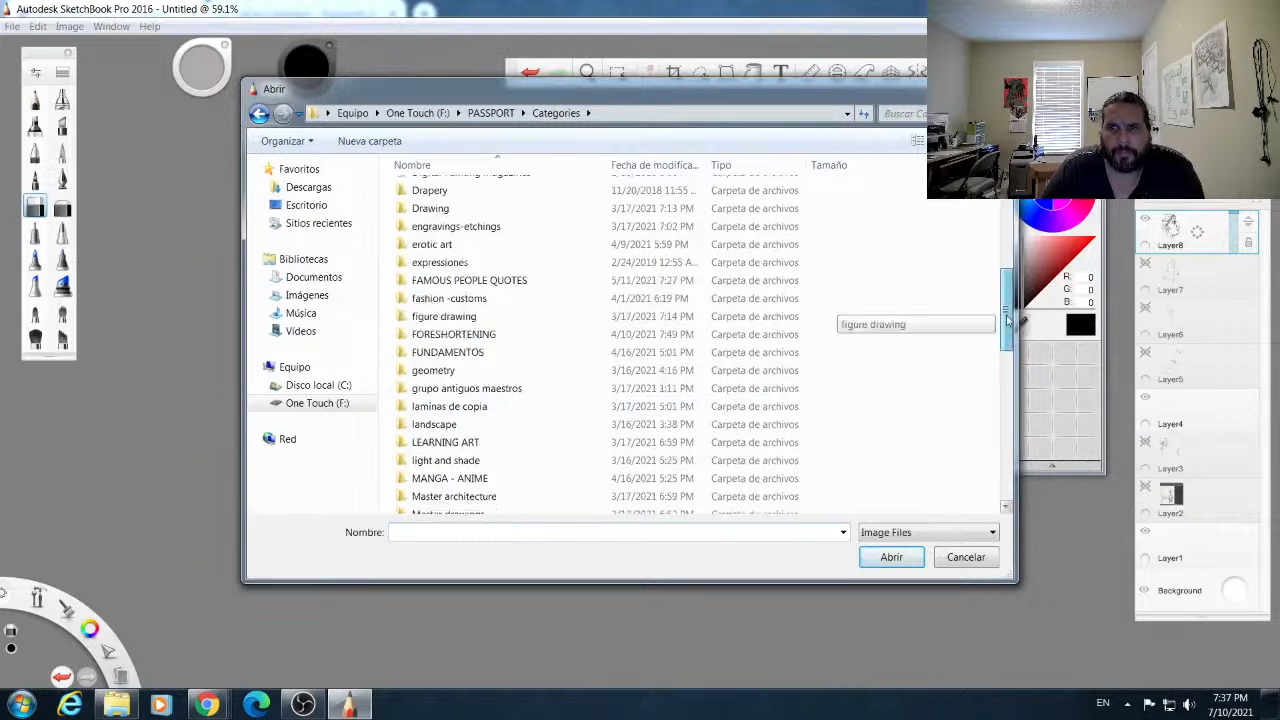 Autodesk SketchBook Pro 2016 - Untitled @ 59.1%
File Edit Image Window Help
Abrir
One Touch (F:) PASSPORT Categories
Buscar Ca
Organizar Nueva carpeta
Nombre Fecha de modifica... Tipo Tamaño
Favoritos
Descargas
Escritorio
Sitios recientes
Bibliotecas
Documentos
Imágenes
Música
Vídeos
Equipo
Disco local (C:)
One Touch (F:)
Red
Drapery 11/20/2018 11:55 ... Carpeta de archivos
Drawing 3/17/2021 7:13 PM Carpeta de archivos
engravings-etchings 3/17/2021 7:02 PM Carpeta de archivos
erotic art 4/9/2021 5:59 PM Carpeta de archivos
expresiones 2/24/2019 12:55 A... Carpeta de archivos
FAMOUS PEOPLE QUOTES 5/11/2021 7:27 PM Carpeta de archivos
fashion -customs 4/1/2021 6:19 PM Carpeta de archivos
figure drawing 3/17/2021 7:14 PM Carpeta de archivos
FORESHORTENING 4/10/2021 7:49 PM Carpeta de archivos
FUNDAMENTOS 4/16/2021 5:01 PM Carpeta de archivos
geometry 3/16/2021 4:16 PM Carpeta de archivos
grupo antiguos maestros 3/17/2021 1:11 PM Carpeta de archivos
laminas de copia 3/17/2021 5:01 PM Carpeta de archivos
landscape 3/16/2021 3:38 PM Carpeta de archivos
LEARNING ART 3/17/2021 6:59 PM Carpeta de archivos
light and shade 3/16/2021 5:25 PM Carpeta de archivos
MANGA - ANIME 4/16/2021 5:25 PM Carpeta de archivos
Master architecture 3/17/2021 6:59 PM Carpeta de archivos
figure drawing
Nombre: Image Files
Abrir Cancelar
R: 0
G: 0
B: 0
Layer8
Layer7
Layer6
Layer5
Layer4
Layer3
Layer2
Layer1
Background
EN
7:37 PM
7/10/2021